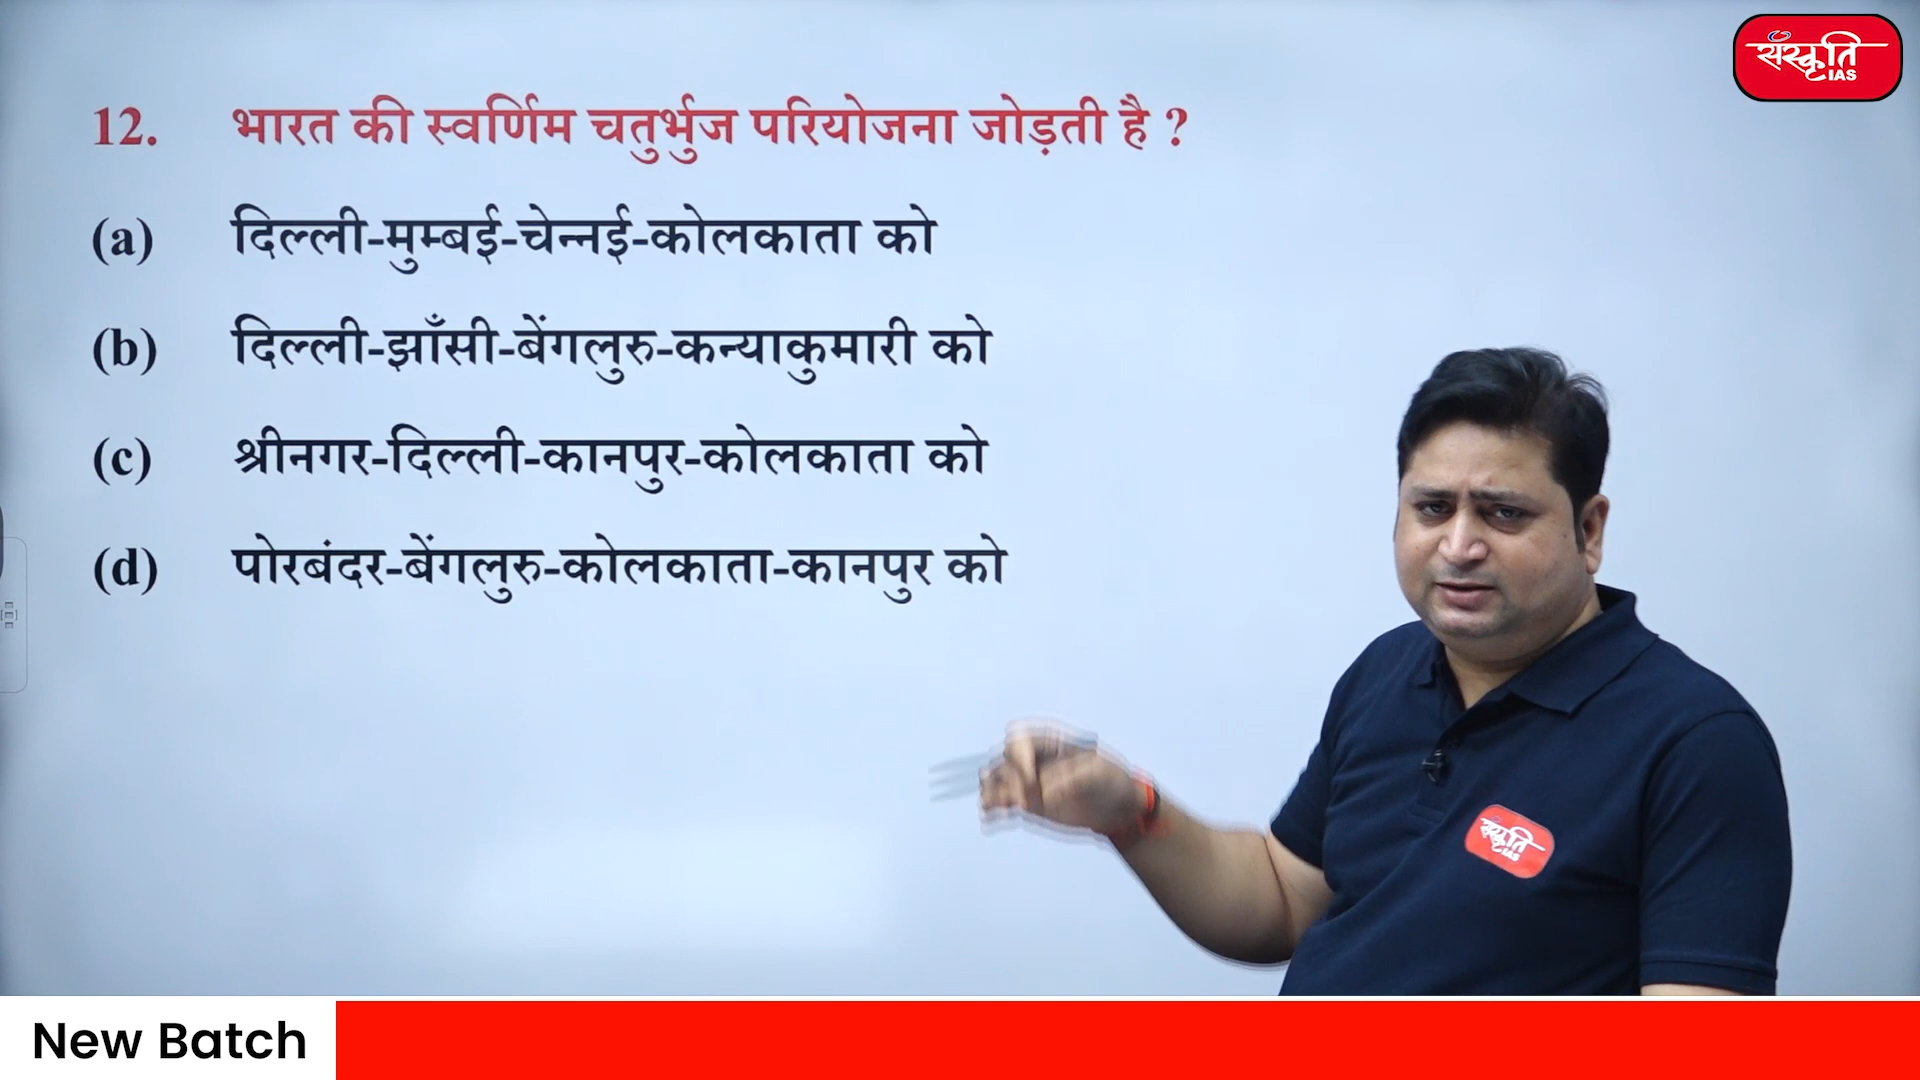 संस्कृति
IAS
12. भारत की स्वर्णिम चतुर्भुज परियोजना जोड़ती है ?
(a) दिल्ली-मुम्बई-चेन्नई-कोलकाता को
(b) दिल्ली-झाँसी-बेंगलुरु-कन्याकुमारी को
(c) श्रीनगर-दिल्ली-कानपुर-कोलकाता को
(d) पोरबंदर-बेंगलुरु-कोलकाता-कानपुर को
संस्कृति
IAS
New Batch